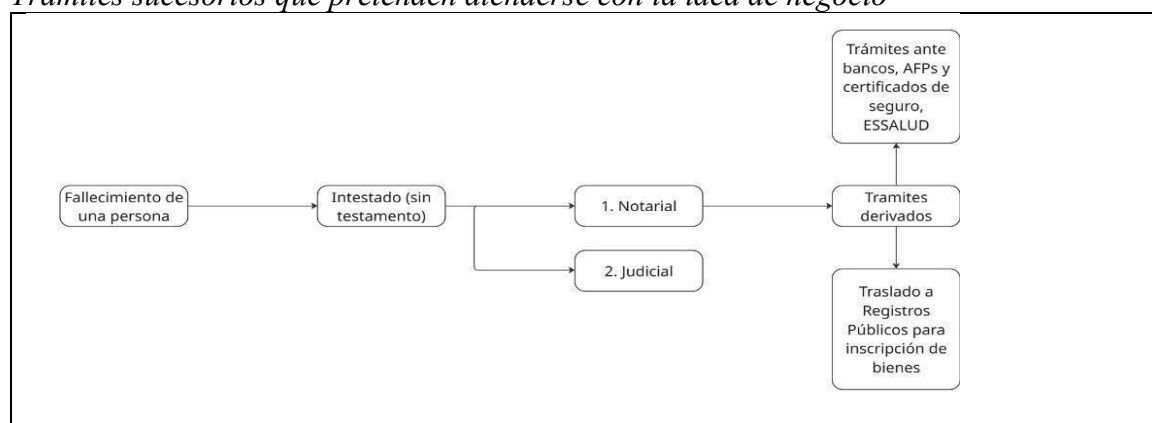 Trámites sucesorios que pretenden atenderse con la idea de negocio
Trámites ante
bancos, AFPs y
certificados de
seguro,
ESSALUD
Fallecimiento de
una persona
Intestado (sin
testamento)
1. Notarial
Tramites
derivados
2. Judicial
Traslado a
Registros
Públicos para
inscripción de
bienes